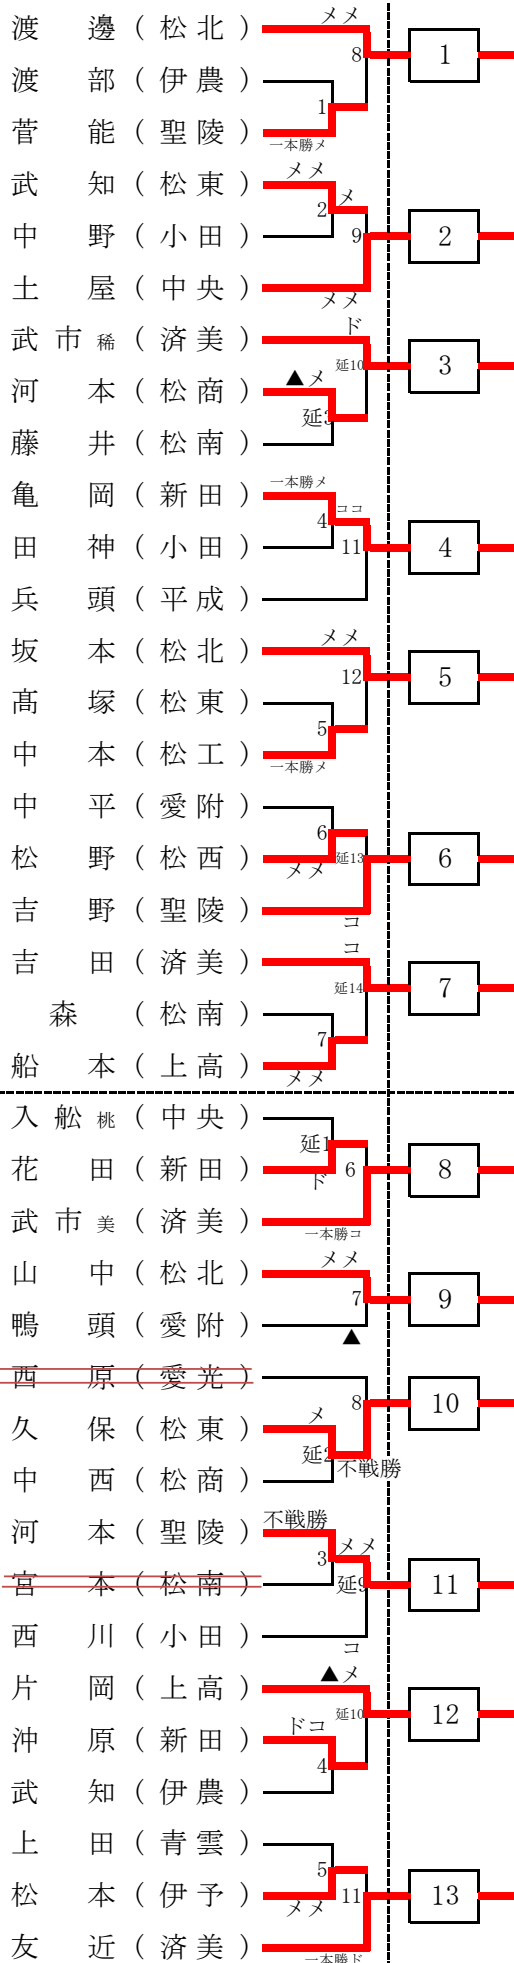 渡 邊 ( 松 北 ) メメ
8 1
渡 部 ( 伊 農 )
1
菅 能 ( 聖 陵 ) 一本勝メ
武 知 ( 松 東 ) メメ
2 メ
中 野 ( 小 田 ) 9 2
土 屋 ( 中 央 ) メメ
武 市 稀 ( 済 美 ) ド
延10 3
河 本 ( 松 商 ) ▲メ
延3
藤 井 ( 松 南 )
亀 岡 ( 新 田 ) 一本勝メ
4 ココ
田 神 ( 小 田 ) 11 4
兵 頭 ( 平 成 )
坂 本 ( 松 北 ) メメ
12 5
髙 塚 ( 松 東 )
5
中 本 ( 松 工 ) 一本勝メ
中 平 ( 愛 附 )
6
松 野 ( 松 西 ) メメ 延13 6
吉 野 ( 聖 陵 ) コ
吉 田 ( 済 美 ) コ
延14 7
森 ( 松 南 )
7
船 本 ( 上 高 ) メメ
入 舩 桃 ( 中 央 )
延1
花 田 ( 新 田 ) ド 6 8
武 市 美 ( 済 美 ) 一本勝コ
山 中 ( 松 北 ) メメ
7 9
鴨 頭 ( 愛 附 ) ▲
西 原 ( 愛 光 )
8 10
久 保 ( 松 東 ) メ
延2 不戦勝
中 西 ( 松 商 )
河 本 ( 聖 陵 ) 不戦勝
3 メメ
宮 本 ( 松 南 ) 延9 11
西 川 ( 小 田 ) コ
片 岡 ( 上 高 ) ▲メ
延10 12
沖 原 ( 新 田 ) ドコ
4
武 知 ( 伊 農 )
上 田 ( 青 雲 )
5
松 本 ( 伊 予 ) メメ 11 13
友 近 ( 済 美 ) 一本勝ド